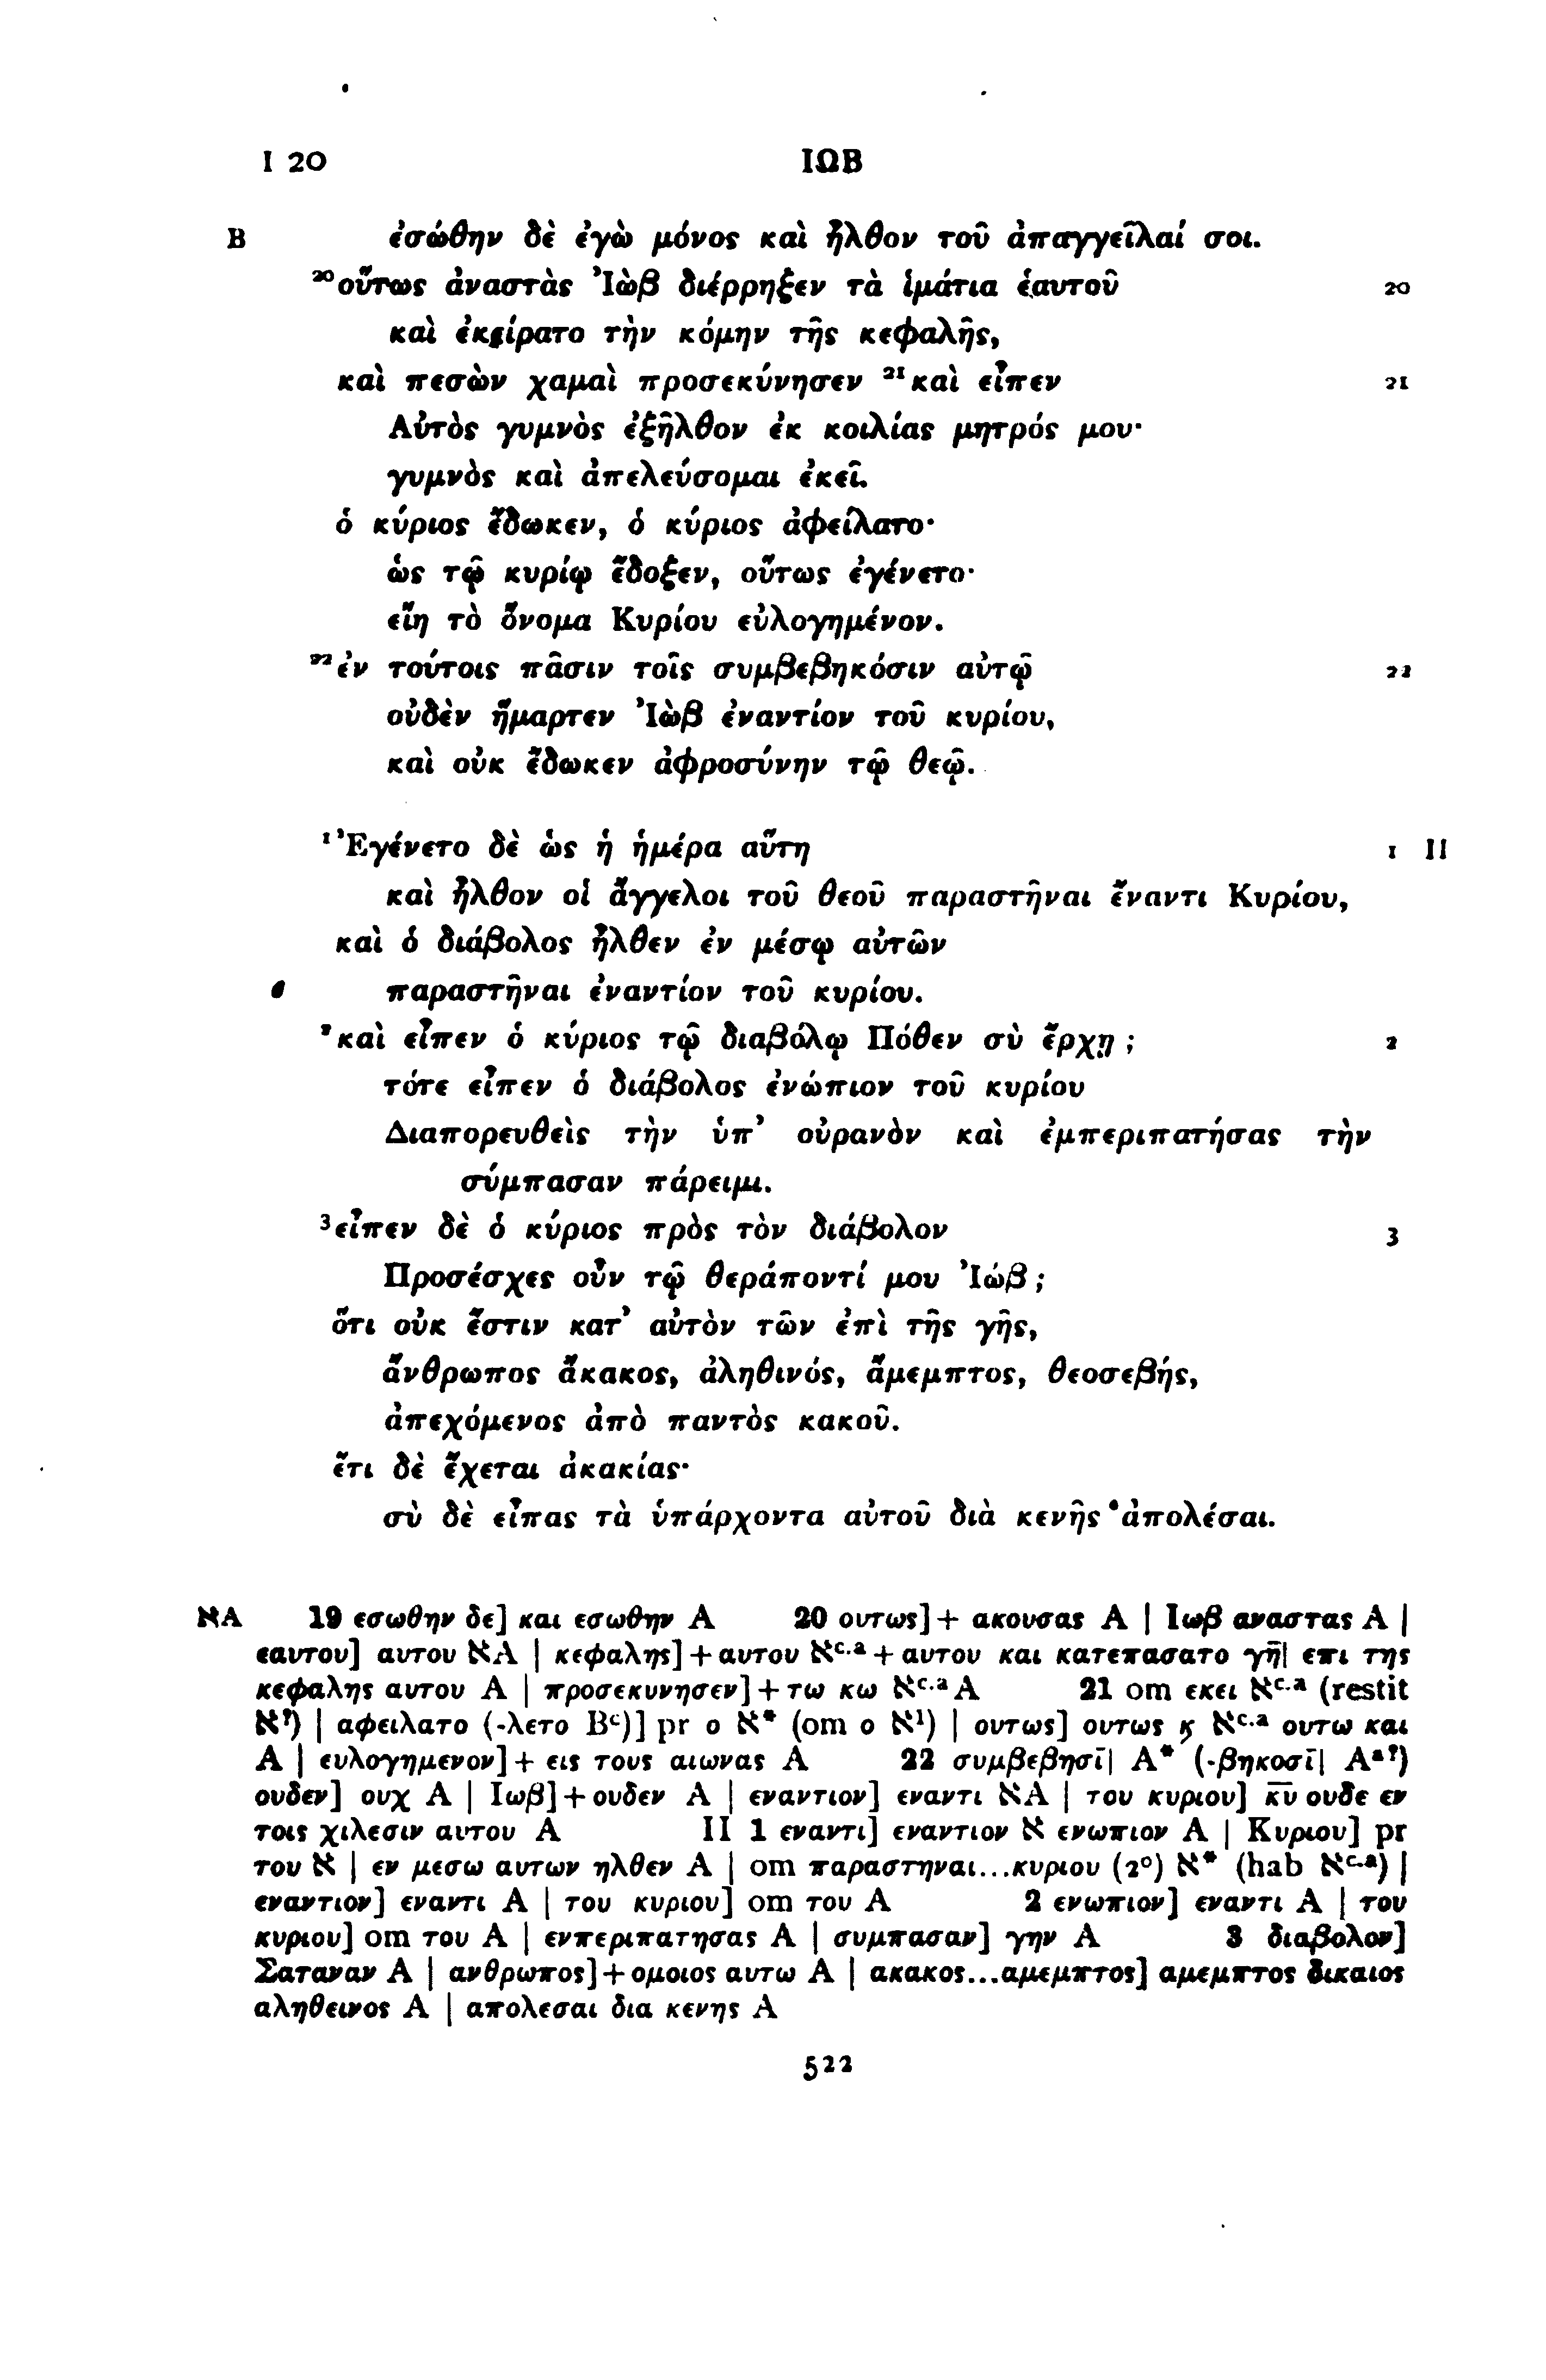 I 20 ΙΩΒ
B ἐσώθην δὲ ἐγὼ μόνος καὶ ἦλθον τοῦ ἀπαγγεῖλαί σοι.
²⁰οὕτως ἀναστὰς Ἰὼβ διέρρηξεν τὰ ἱμάτια ἑαυτοῦ 20
καὶ ἐκείρατο τὴν κόμην τῆς κεφαλῆς,
καὶ πεσὼν χαμαὶ προσεκύνησεν ²¹καὶ εἶπεν 21
Αὐτὸς γυμνὸς ἐξῆλθον ἐκ κοιλίας μητρός μου·
γυμνὸς καὶ ἀπελεύσομαι ἐκεῖ.
ὁ κύριος ἔδωκεν, ὁ κύριος ἀφείλατο·
ὡς τῷ κυρίῳ ἔδοξεν, οὕτως ἐγένετο·
εἴη τὸ ὄνομα Κυρίου εὐλογημένον.
²²ἐν τούτοις πᾶσιν τοῖς συμβεβηκόσιν αὐτῷ 22
οὐδὲν ἥμαρτεν Ἰὼβ ἐναντίον τοῦ κυρίου,
καὶ οὐκ ἔδωκεν ἀφροσύνην τῷ θεῷ.
¹Ἐγένετο δὲ ὡς ἡ ἡμέρα αὕτη 1 II
καὶ ἦλθον οἱ ἄγγελοι τοῦ θεοῦ παραστῆναι ἔναντι Κυρίου,
καὶ ὁ διάβολος ἦλθεν ἐν μέσῳ αὐτῶν
παραστῆναι ἐναντίον τοῦ κυρίου.
²καὶ εἶπεν ὁ κύριος τῷ διαβόλῳ Πόθεν σὺ ἔρχῃ ; 2
τότε εἶπεν ὁ διάβολος ἐνώπιον τοῦ κυρίου
Διαπορευθεὶς τὴν ὑπ’ οὐρανὸν καὶ ἐμπεριπατήσας τὴν
σύμπασαν πάρειμι.
³εἶπεν δὲ ὁ κύριος πρὸς τὸν διάβολον 3
Προσέσχες οὖν τῷ θεράποντί μου Ἰώβ ;
ὅτι οὐκ ἔστιν κατ’ αὐτὸν τῶν ἐπὶ τῆς γῆς,
ἄνθρωπος ἄκακος, ἀληθινός, ἄμεμπτος, θεοσεβής,
ἀπεχόμενος ἀπὸ παντὸς κακοῦ.
ἔτι δὲ ἔχεται ἀκακίας·
σὺ δὲ εἶπας τὰ ὑπάρχοντα αὐτοῦ διὰ κενῆς ἀπολέσαι.
ℵA 19 εσωθην δε] και εσωθην A 20 ουτως]+ ακουσας A | Ιωβ αναστας A |
εαυτου] αυτου ℵA | κεφαλης]+αυτου ℵᶜ·ᵃ + αυτου και κατεπασατο γη̄| επι της
κεφαλης αυτου A | προσεκυνησεν]+τω κω ℵᶜ·ᵃ A 21 om εκει ℵᶜ·ᵃ (restit
ℵ?) | αφειλατο (-λετο Bᶜ)] pr ο ℵ* (om ο ℵ¹) | ουτως] ουτως ϗ ℵᶜ·ᵃ ουτω και
A | ευλογημενον]+ εις τους αιωνας A 22 συμβεβησῑ| A* (-βηκοσῑ| Aᵃ?)
ουδεν] ουχ A | Ιωβ]+ουδεν A | εναντιον] εναντι ℵA | του κυριου] κ̄ῡ ουδε εν
τοις χιλεσιν αυτου A II 1 εναντι] εναντιον ℵ ενωπιον A | Κυριου] pr
του ℵ | εν μεσω αυτων ηλθεν A | om παραστηναι...κυριου (2°) ℵ* (hab ℵᶜ·ᵃ) |
εναντιον] εναντι A | του κυριου] om του A 2 ενωπιον] εναντι A | του
κυριου] om του A | ενπεριπατησας A | συμπασαν] γην A 3 διαβολον]
Σαταναν A | ανθρωπος]+ομοιος αυτω A | ακακος...αμεμπτος] αμεμπτος δικαιος
αληθεινος A | απολεσαι δια κενης A
522